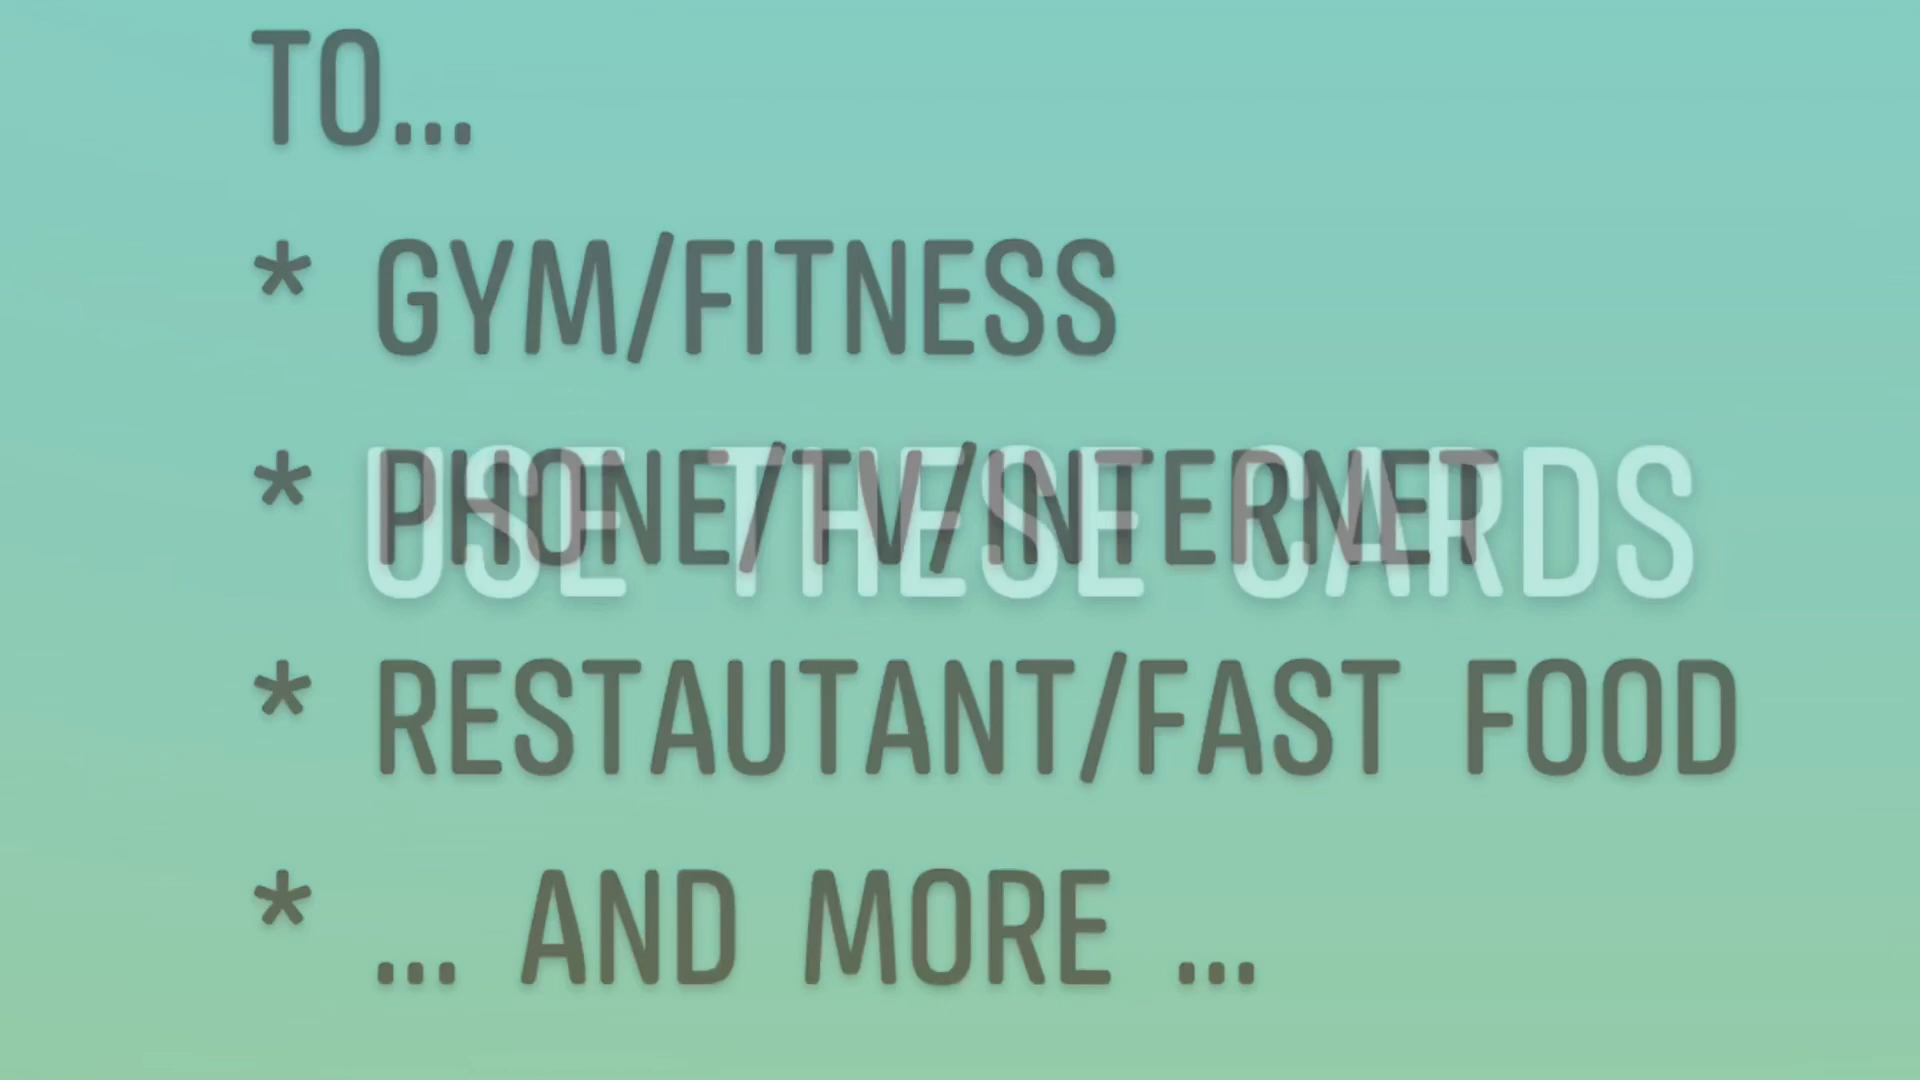 TO...
* GYM/FITNESS
* PHONE/TV/INTERNET
USE THESE CARDS
* RESTAUTANT/FAST FOOD
* ... AND MORE ...